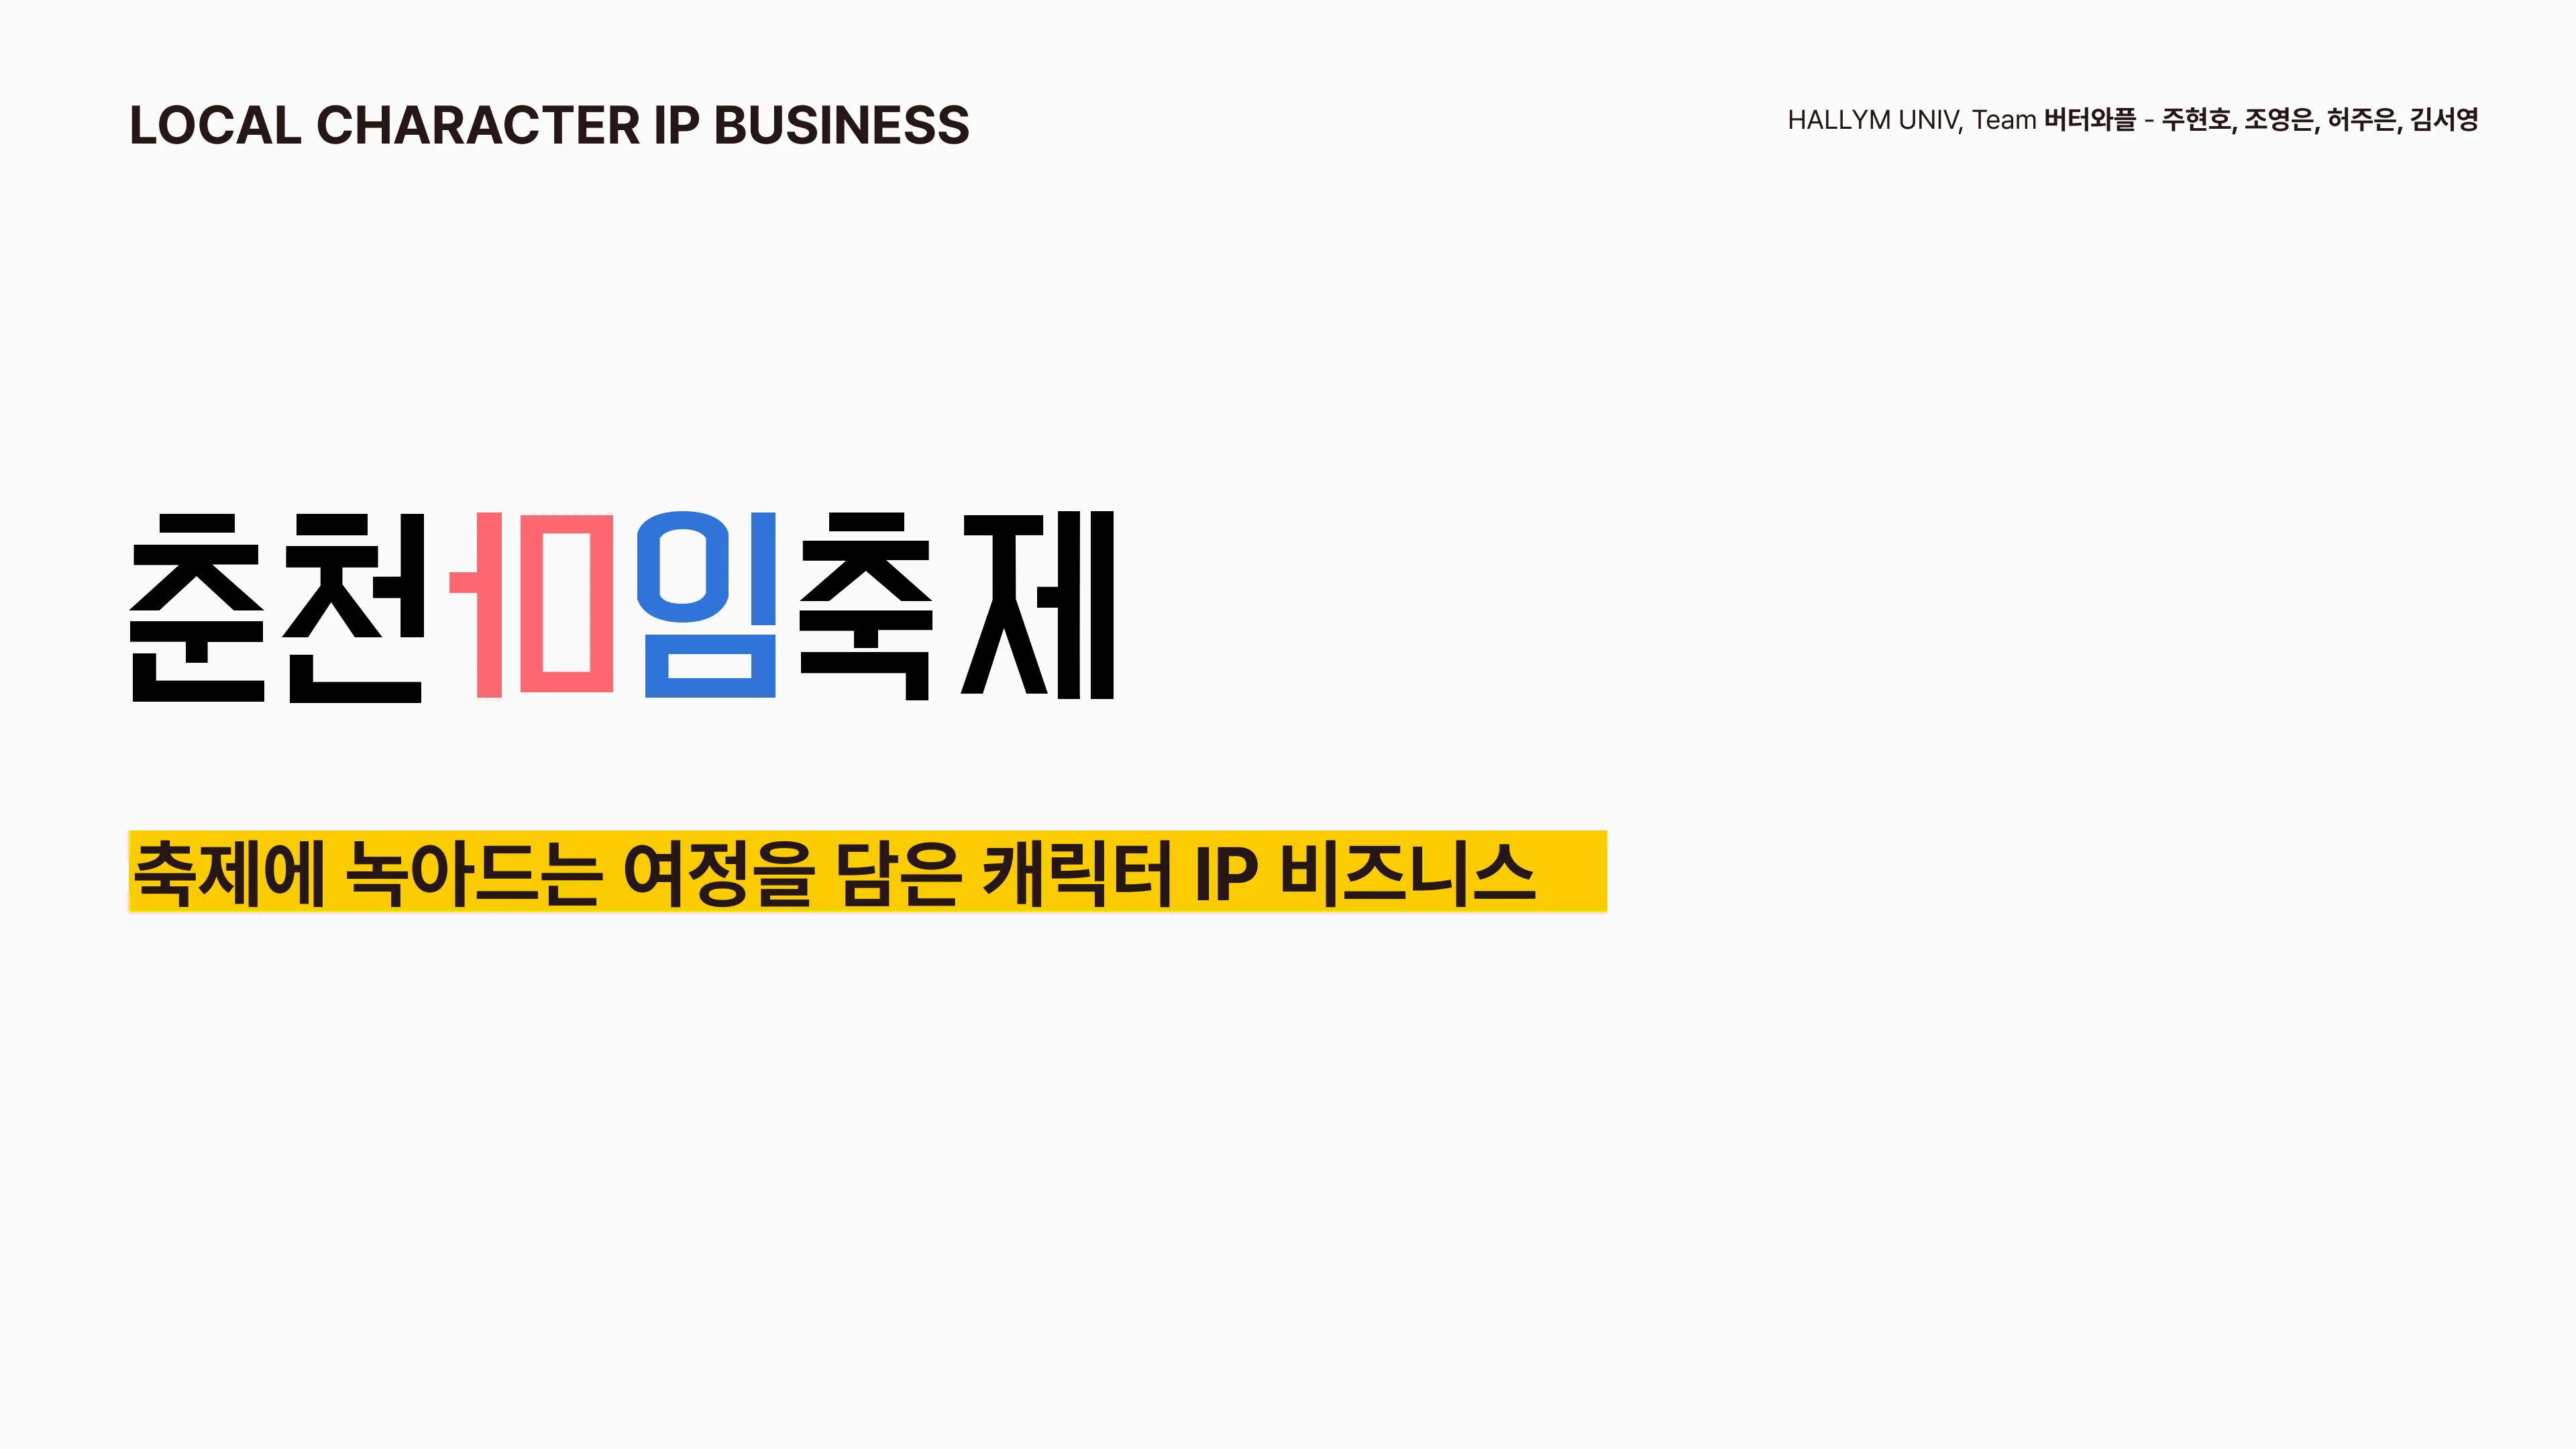 LOCAL CHARACTER IP BUSINESS
HALLYM UNIV, Team 버터와플 - 주현호, 조영은, 허주은, 김서영
춘천마임축제
축제에 녹아드는 여정을 담은 캐릭터 IP 비즈니스